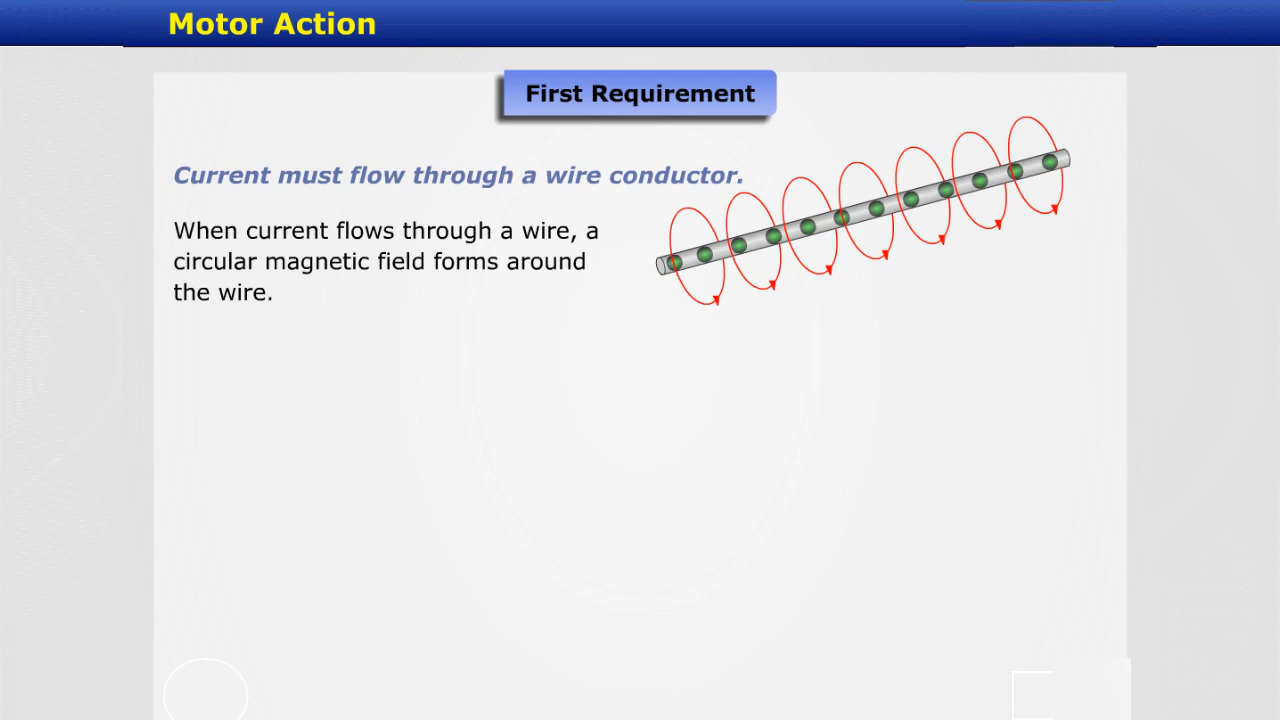 Motor Action
First Requirement
Current must flow through a wire conductor.
When current flows through a wire, a
circular magnetic field forms around
the wire.